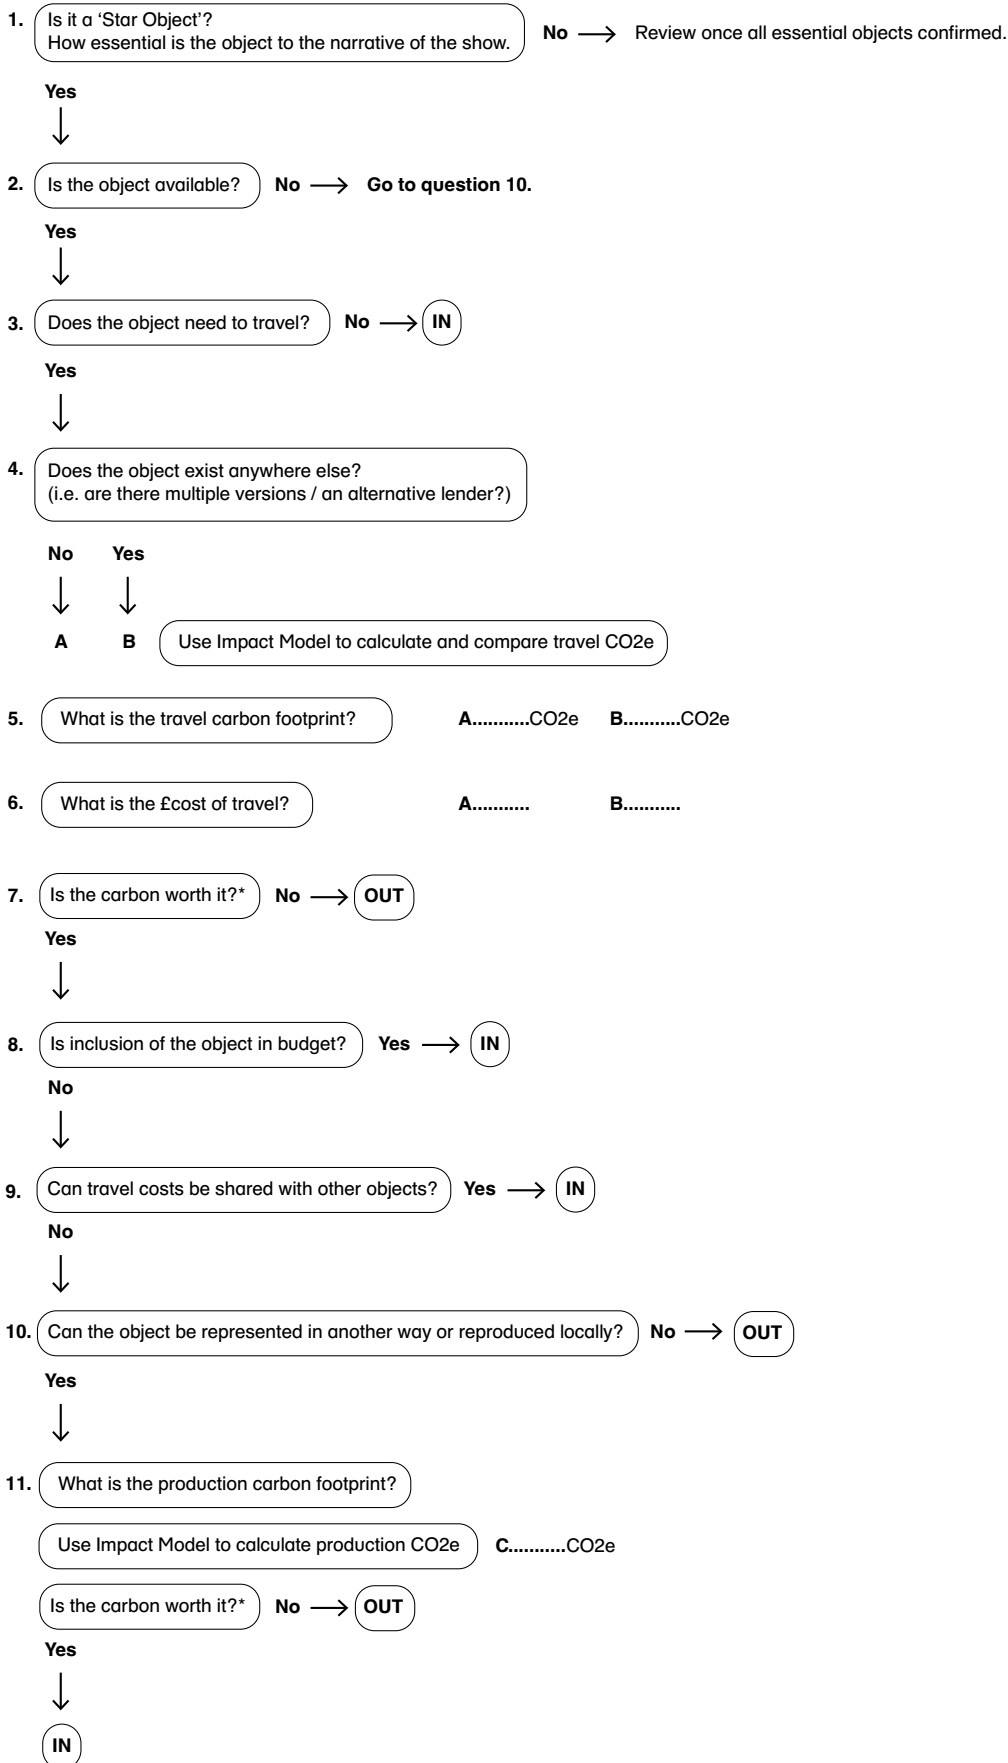 1. Is it a ‘Star Object’?
How essential is the object to the narrative of the show.
No Review once all essential objects confirmed.
Yes
2. Is the object available? No Go to question 10.
Yes
3. Does the object need to travel? No IN
Yes
4. Does the object exist anywhere else?
(i.e. are there multiple versions / an alternative lender?)
No Yes
A B Use Impact Model to calculate and compare travel CO2e
5. What is the travel carbon footprint? A...........CO2e B...........CO2e
6. What is the £cost of travel? A........... B...........
7. Is the carbon worth it?* No OUT
Yes
8. Is inclusion of the object in budget? Yes IN
No
9. Can travel costs be shared with other objects? Yes IN
No
10. Can the object be represented in another way or reproduced locally? No OUT
Yes
11. What is the production carbon footprint?
Use Impact Model to calculate production CO2e C...........CO2e
Is the carbon worth it?* No OUT
Yes
IN